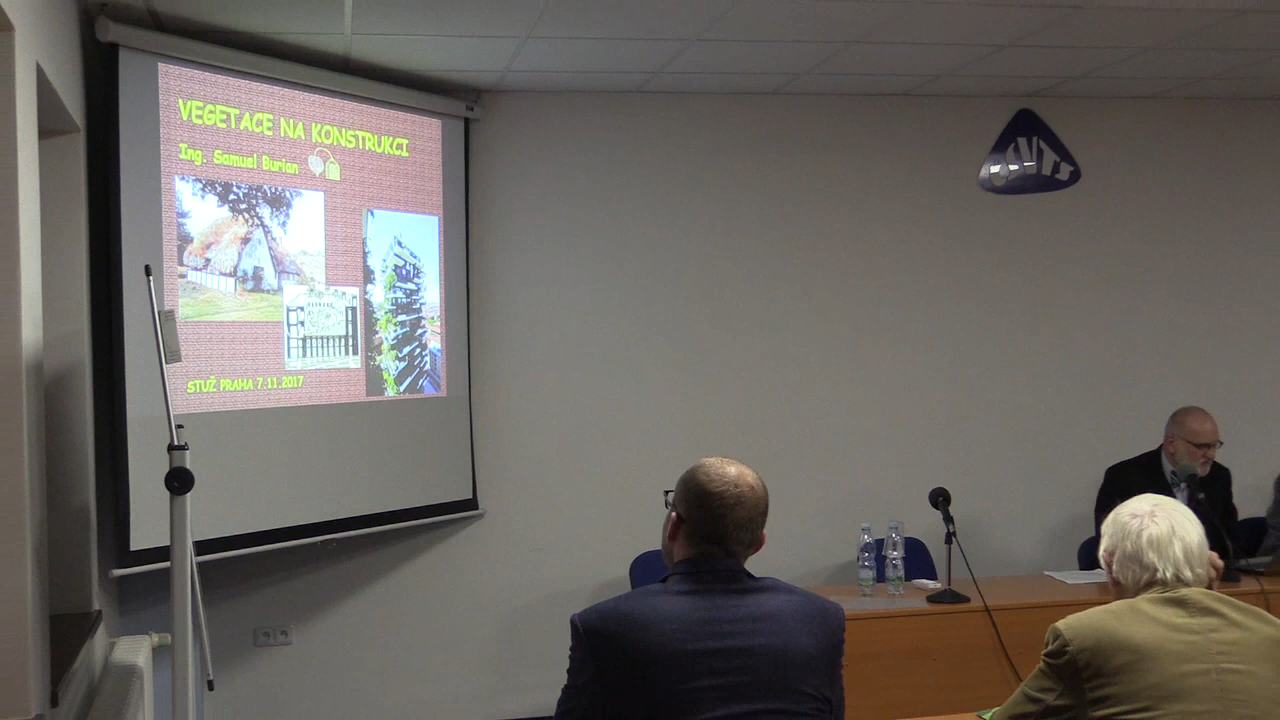 VEGETACE NA KONSTRUKCI
Ing. Samuel Burian
STUŽ PRAHA 7.11.2017
ČSVTS